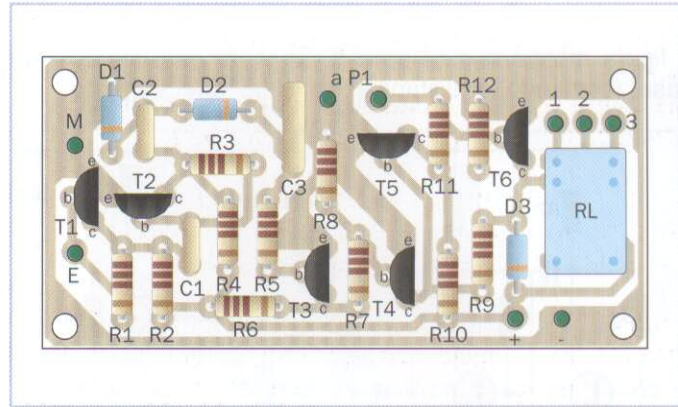 D1
C2
D2
a P1
R12
M
R3
1 2 3
e
e
c
e
T2
C3
T5
b
b
e
b
c
b
c
T6
c
T1
R8
R11
D3
RL
c
E
C1
R4
R5
e
b
T3
c
e
b
T4
c
R9
R1
R2
R6
R7
R10
+
-